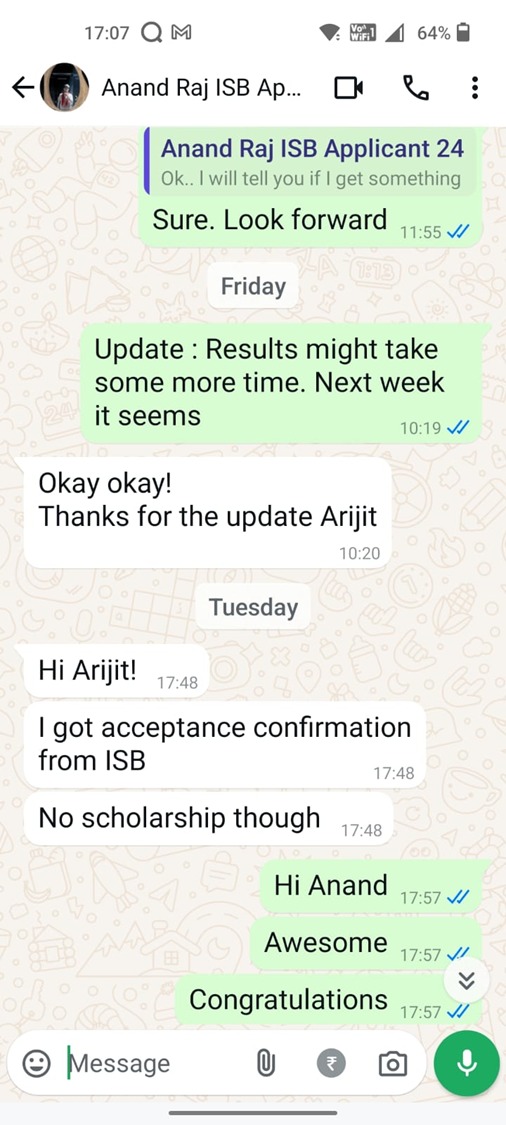 17:07
Vo
WiFi 1
64%
Anand Raj ISB Ap...
Anand Raj ISB Applicant 24
Ok.. I will tell you if I get something
Sure. Look forward 11:55
Friday
Update : Results might take
some more time. Next week
it seems 10:19
Okay okay!
Thanks for the update Arijit
10:20
Tuesday
Hi Arijit! 17:48
I got acceptance confirmation
from ISB 17:48
No scholarship though 17:48
Hi Anand 17:57
Awesome 17:57
Congratulations 17:57
Message
₹